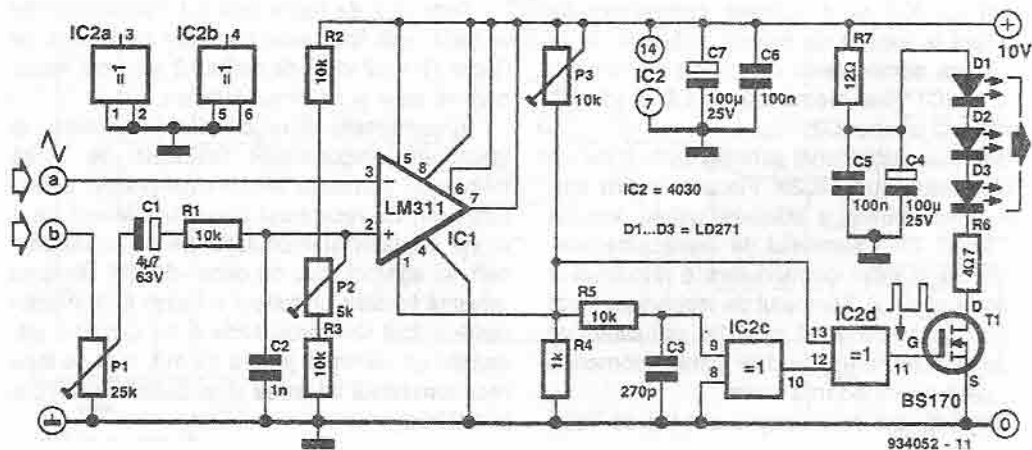 IC2a
3
=1
1
2
IC2b
4
=1
5
6
R2
10k
P3
10k
14
IC2
7
C7
100µ
25V
C6
100n
R7
12Ω
+
10V
D1
D2
D3
a
b
C1
4µ7
63V
R1
10k
3
2
+
5
8
6
7
1
4
LM311
IC1
IC2 = 4030
D1...D3 = LD271
C5
100n
C4
100µ
25V
R6
4Ω7
P1
25k
C2
1n
P2
5k
R3
10k
R5
10k
R4
1k
C3
270p
IC2c
9
8
=1
10
IC2d
13
12
=1
11
D
G
S
T1
BS170
0
934052 - 11